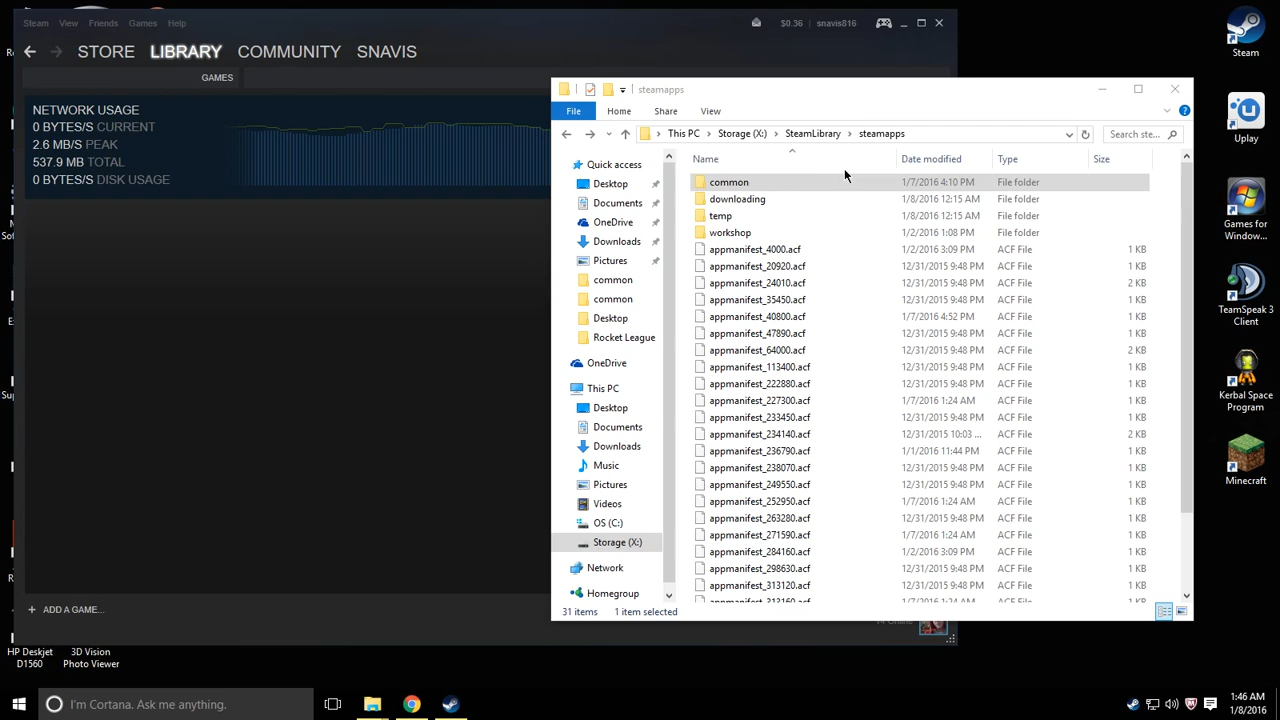 Steam View Friends Games Help $0.36 snavis816
STORE LIBRARY COMMUNITY SNAVIS
GAMES
NETWORK USAGE
0 BYTES/S CURRENT
2.6 MB/S PEAK
537.9 MB TOTAL
0 BYTES/S DISK USAGE
ADD A GAME...
steamapps
File Home Share View
This PC Storage (X:) SteamLibrary steamapps Search ste...
Name Date modified Type Size
Quick access
Desktop
Documents
OneDrive
Downloads
Pictures
common
common
Desktop
Rocket League
OneDrive
This PC
Desktop
Documents
Downloads
Music
Pictures
Videos
OS (C:)
Storage (X:)
Network
Homegroup
common 1/7/2016 4:10 PM File folder
downloading 1/8/2016 12:15 AM File folder
temp 1/8/2016 12:15 AM File folder
workshop 1/2/2016 1:08 PM File folder
appmanifest_4000.acf 1/2/2016 3:09 PM ACF File 1 KB
appmanifest_20920.acf 12/31/2015 9:48 PM ACF File 1 KB
appmanifest_24010.acf 12/31/2015 9:48 PM ACF File 2 KB
appmanifest_35450.acf 12/31/2015 9:48 PM ACF File 1 KB
appmanifest_40800.acf 1/7/2016 4:52 PM ACF File 1 KB
appmanifest_47890.acf 12/31/2015 9:48 PM ACF File 1 KB
appmanifest_64000.acf 12/31/2015 9:48 PM ACF File 2 KB
appmanifest_113400.acf 12/31/2015 9:48 PM ACF File 1 KB
appmanifest_222880.acf 12/31/2015 9:48 PM ACF File 1 KB
appmanifest_227300.acf 1/7/2016 1:24 AM ACF File 1 KB
appmanifest_233450.acf 12/31/2015 9:48 PM ACF File 1 KB
appmanifest_234140.acf 12/31/2015 10:03 ... ACF File 2 KB
appmanifest_236790.acf 1/1/2016 11:44 PM ACF File 1 KB
appmanifest_238070.acf 12/31/2015 9:48 PM ACF File 1 KB
appmanifest_249550.acf 12/31/2015 9:48 PM ACF File 1 KB
appmanifest_252950.acf 1/7/2016 1:24 AM ACF File 1 KB
appmanifest_263280.acf 12/31/2015 9:48 PM ACF File 1 KB
appmanifest_271590.acf 1/7/2016 1:24 AM ACF File 1 KB
appmanifest_284160.acf 1/2/2016 3:09 PM ACF File 1 KB
appmanifest_298630.acf 12/31/2015 9:48 PM ACF File 1 KB
appmanifest_313120.acf 12/31/2015 9:48 PM ACF File 1 KB
appmanifest_313160.acf 1/7/2016 1:24 AM ACF File 1 KB
31 items 1 item selected
Steam
Uplay
Games for
Window...
TeamSpeak 3
Client
Kerbal Space
Program
Minecraft
HP Deskjet
D1560
3D Vision
Photo Viewer
I'm Cortana. Ask me anything.
1:46 AM
1/8/2016